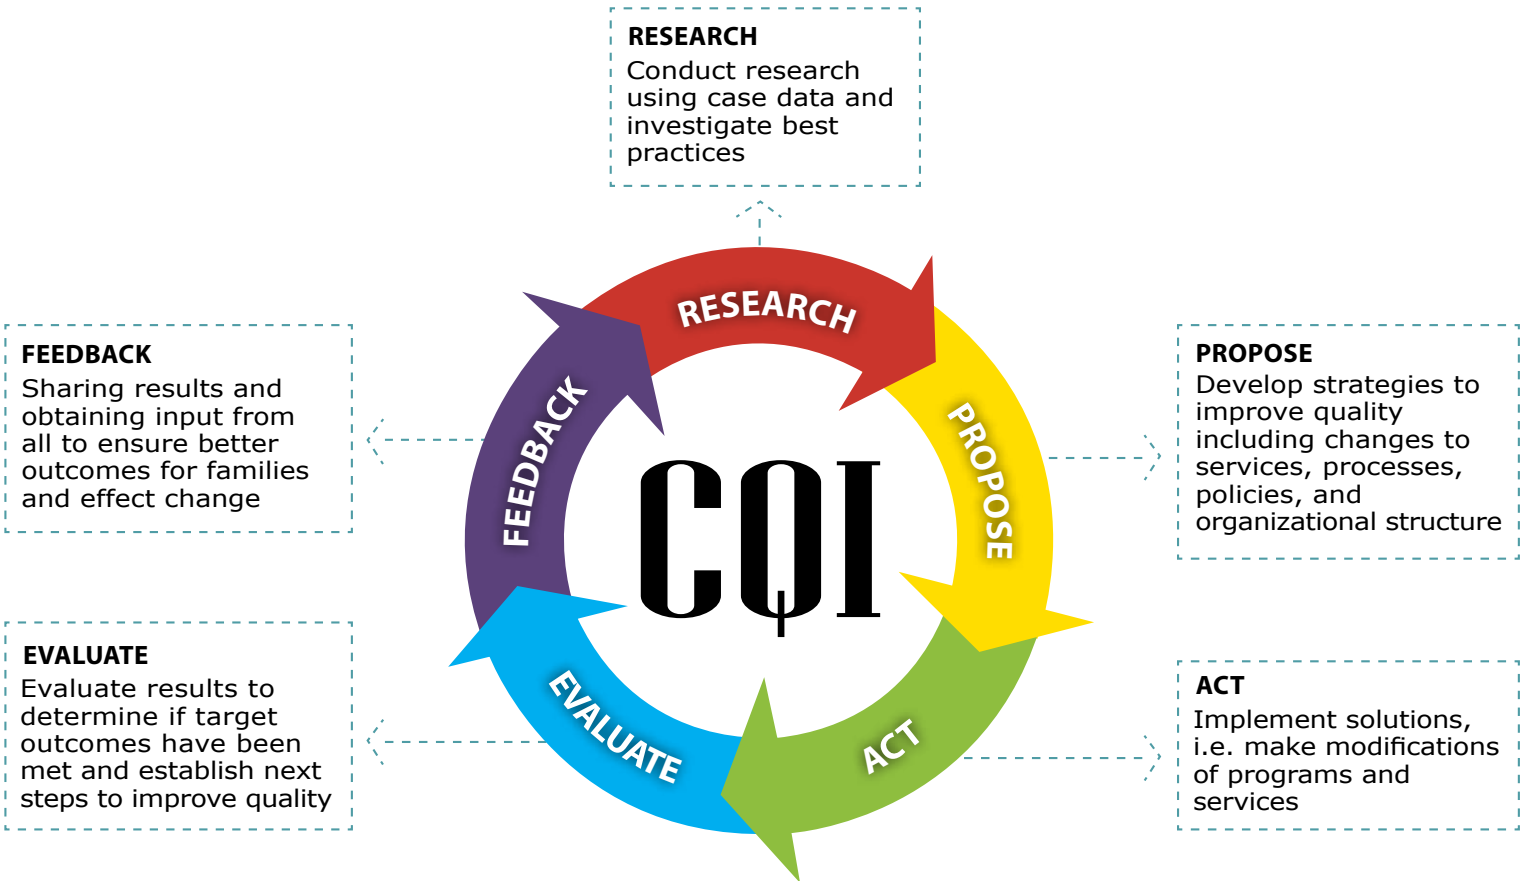 RESEARCH
Conduct research
using case data and
investigate best
practices
RESEARCH
PROPOSE
ACT
EVALUATE
FEEDBACK
CQI
PROPOSE
Develop strategies to
improve quality
including changes to
services, processes,
policies, and
organizational structure
ACT
Implement solutions,
i.e. make modifications
of programs and
services
EVALUATE
Evaluate results to
determine if target
outcomes have been
met and establish next
steps to improve quality
FEEDBACK
Sharing results and
obtaining input from
all to ensure better
outcomes for families
and effect change